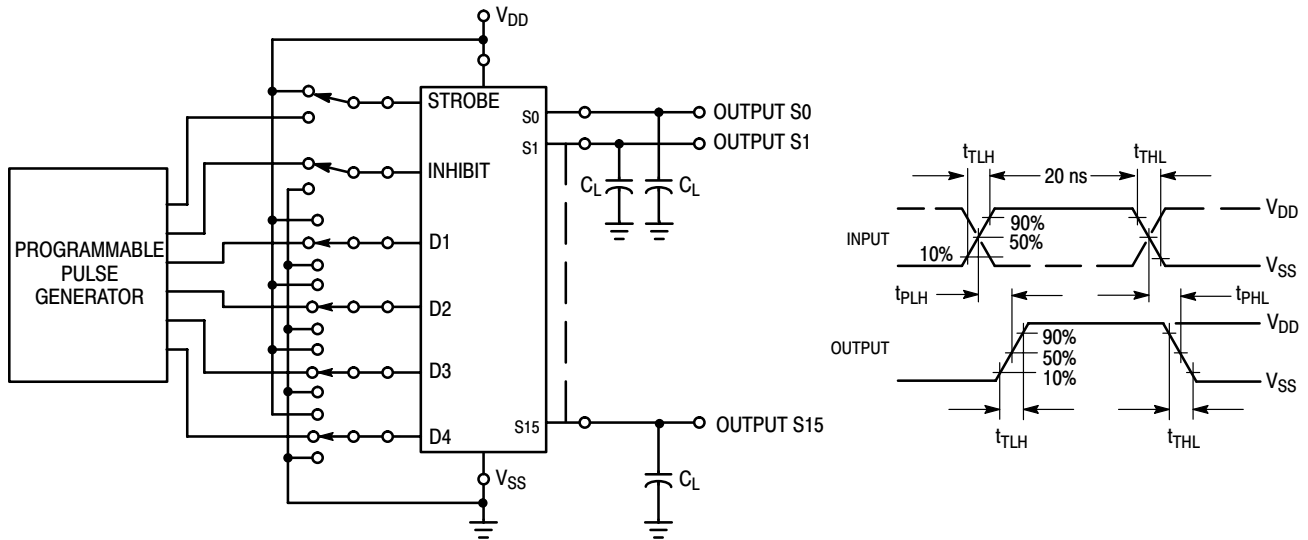 VDD
STROBE
S0
OUTPUT S0
S1
OUTPUT S1
INHIBIT
CL
CL
D1
PROGRAMMABLE
PULSE
GENERATOR
D2
D3
D4
S15
OUTPUT S15
VSS
CL
tTLH
tTHL
20 ns
VDD
90%
50%
INPUT
10%
VSS
tPLH
tPHL
VDD
90%
OUTPUT
50%
10%
VSS
tTLH
tTHL